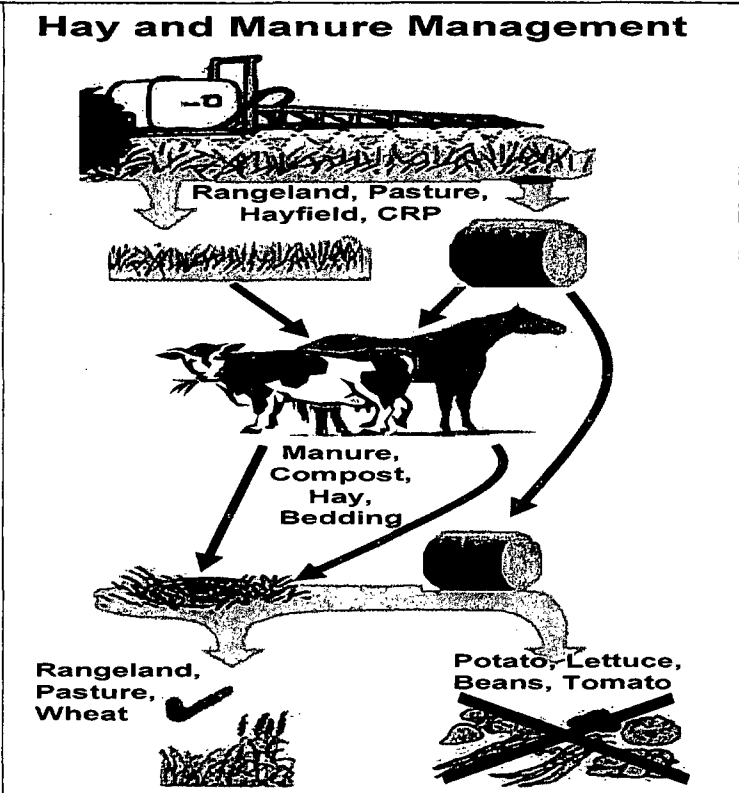 Hay and Manure Management
Rangeland, Pasture,
Hayfield, CRP
Manure,
Compost,
Hay,
Bedding
Rangeland,
Pasture,
Wheat
Potato, Lettuce,
Beans, Tomato